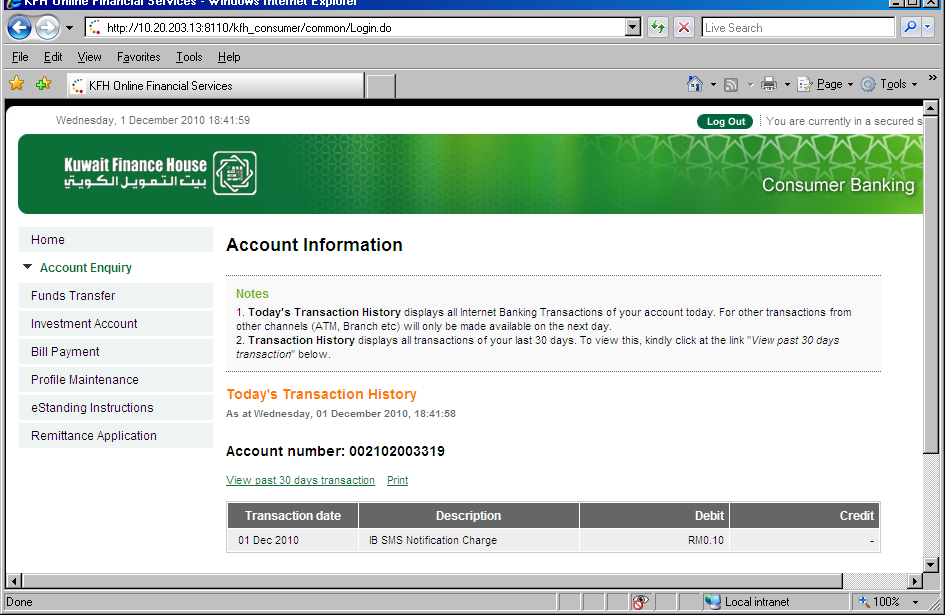 KFH Online Financial Services - Windows Internet Explorer
http://10.20.203.13:8110/kfh_consumer/common/Login.do
Live Search
File Edit View Favorites Tools Help
KFH Online Financial Services
Page Tools »
Wednesday, 1 December 2010 18:41:59
Log Out
You are currently in a secured s
Kuwait Finance House
بيت التمويل الكويتي
Consumer Banking
Home
Account Enquiry
Funds Transfer
Investment Account
Bill Payment
Profile Maintenance
eStanding Instructions
Remittance Application
Account Information
Notes
1. Today's Transaction History displays all Internet Banking Transactions of your account today. For other transactions from
other channels (ATM, Branch etc) will only be made available on the next day.
2. Transaction History displays all transactions of your last 30 days. To view this, kindly click at the link "View past 30 days
transaction" below.
Today's Transaction History
As at Wednesday, 01 December 2010, 18:41:58
Account number: 002102003319
View past 30 days transaction Print
Transaction date Description Debit Credit
01 Dec 2010 IB SMS Notification Charge RM0.10 -
Done Local intranet 100%